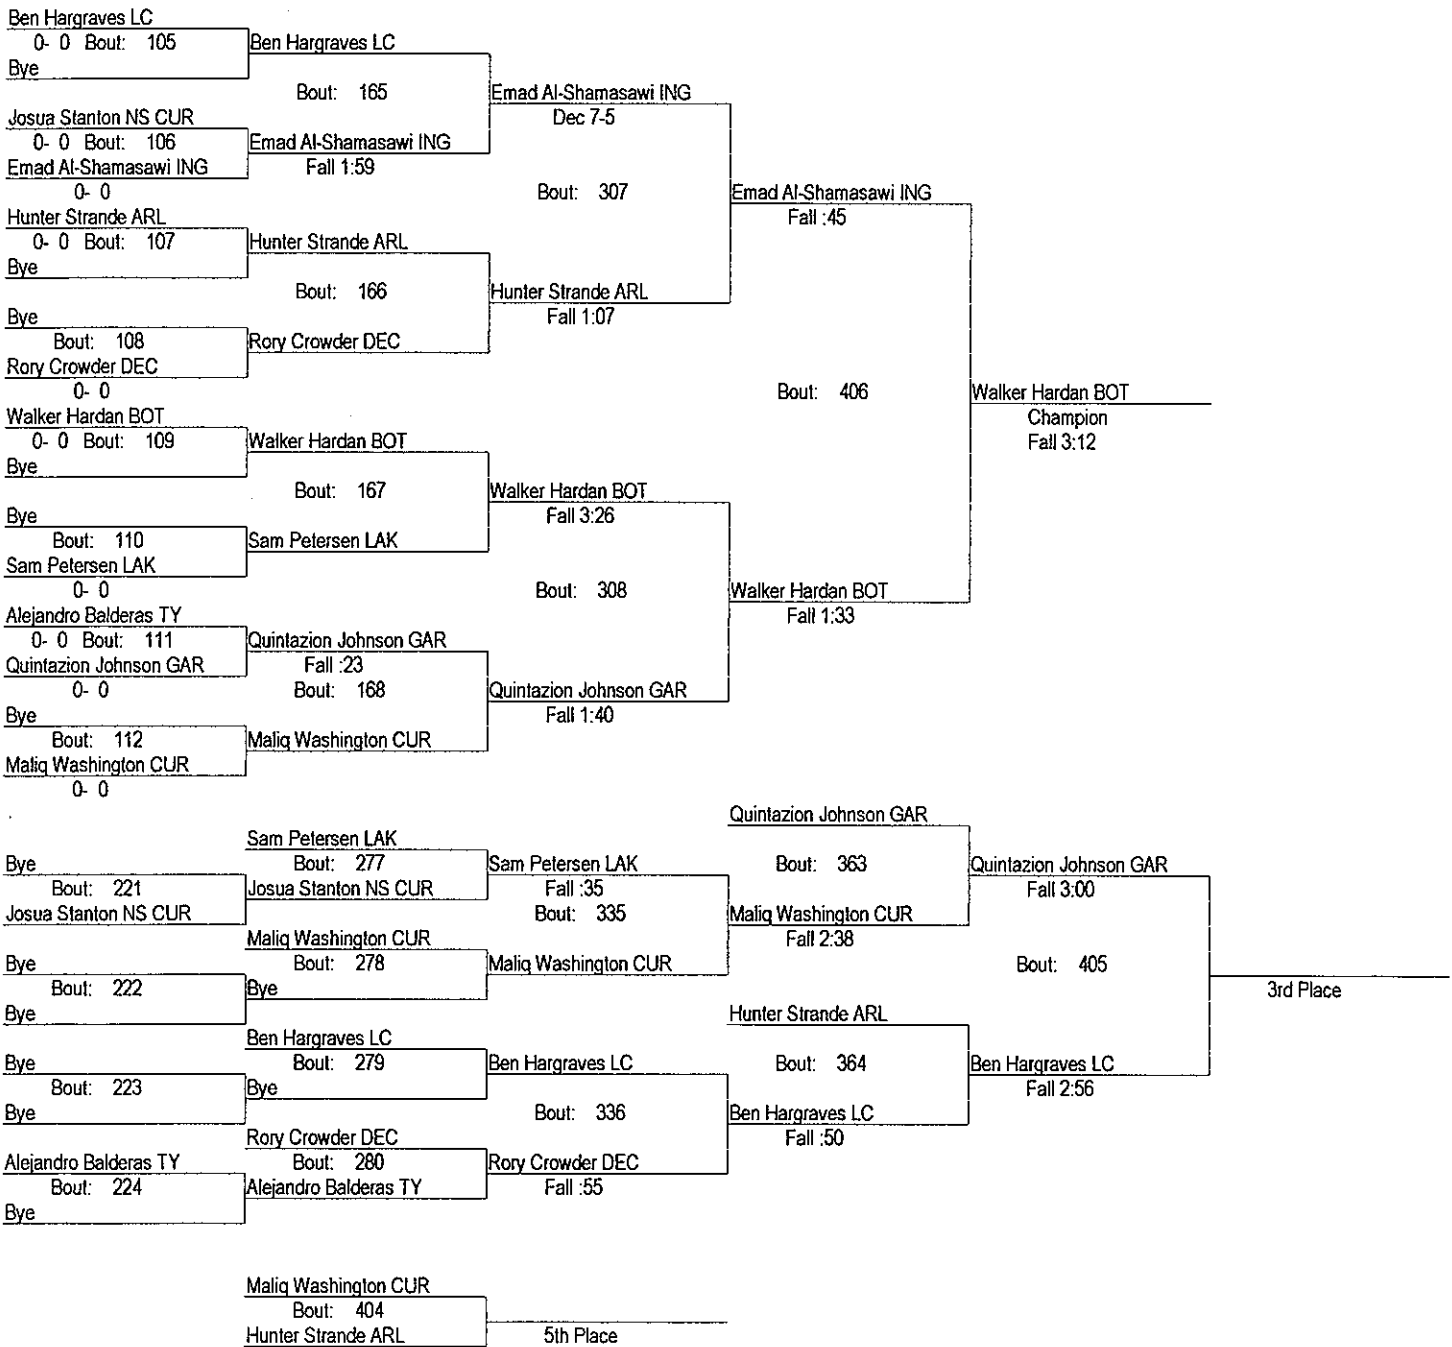 Ben Hargraves LC
0- 0 Bout: 105
Ben Hargraves LC
Bye
Bout: 165
Emad Al-Shamasawi ING
Josua Stanton NS CUR
Dec 7-5
0- 0 Bout: 106
Emad Al-Shamasawi ING
Emad Al-Shamasawi ING
Fall 1:59
0- 0
Bout: 307
Emad Al-Shamasawi ING
Hunter Strande ARL
Fall :45
0- 0 Bout: 107
Hunter Strande ARL
Bye
Bout: 166
Hunter Strande ARL
Bye
Fall 1:07
Bout: 108
Rory Crowder DEC
Rory Crowder DEC
0- 0
Bout: 406
Walker Hardan BOT
Walker Hardan BOT
Champion
0- 0 Bout: 109
Walker Hardan BOT
Fall 3:12
Bye
Bout: 167
Walker Hardan BOT
Bye
Fall 3:26
Bout: 110
Sam Petersen LAK
Sam Petersen LAK
0- 0
Bout: 308
Walker Hardan BOT
Alejandro Balderas TY
Fall 1:33
0- 0 Bout: 111
Quintazion Johnson GAR
Quintazion Johnson GAR
Fall :23
0- 0
Bout: 168
Quintazion Johnson GAR
Bye
Fall 1:40
Bout: 112
Maliq Washington CUR
Maliq Washington CUR
0- 0
Quintazion Johnson GAR
Sam Petersen LAK
Bye
Bout: 277
Sam Petersen LAK
Bout: 363
Quintazion Johnson GAR
Bout: 221
Josua Stanton NS CUR
Fall :35
Fall 3:00
Josua Stanton NS CUR
Bout: 335
Maliq Washington CUR
Maliq Washington CUR
Fall 2:38
Bye
Bout: 278
Maliq Washington CUR
Bout: 405
Bout: 222
Bye
3rd Place
Bye
Hunter Strande ARL
Ben Hargraves LC
Bye
Bout: 279
Ben Hargraves LC
Bout: 364
Ben Hargraves LC
Bout: 223
Bye
Fall 2:56
Bye
Bout: 336
Ben Hargraves LC
Rory Crowder DEC
Fall :50
Alejandro Balderas TY
Bout: 280
Rory Crowder DEC
Bout: 224
Alejandro Balderas TY
Fall :55
Bye
Maliq Washington CUR
Bout: 404
Hunter Strande ARL
5th Place